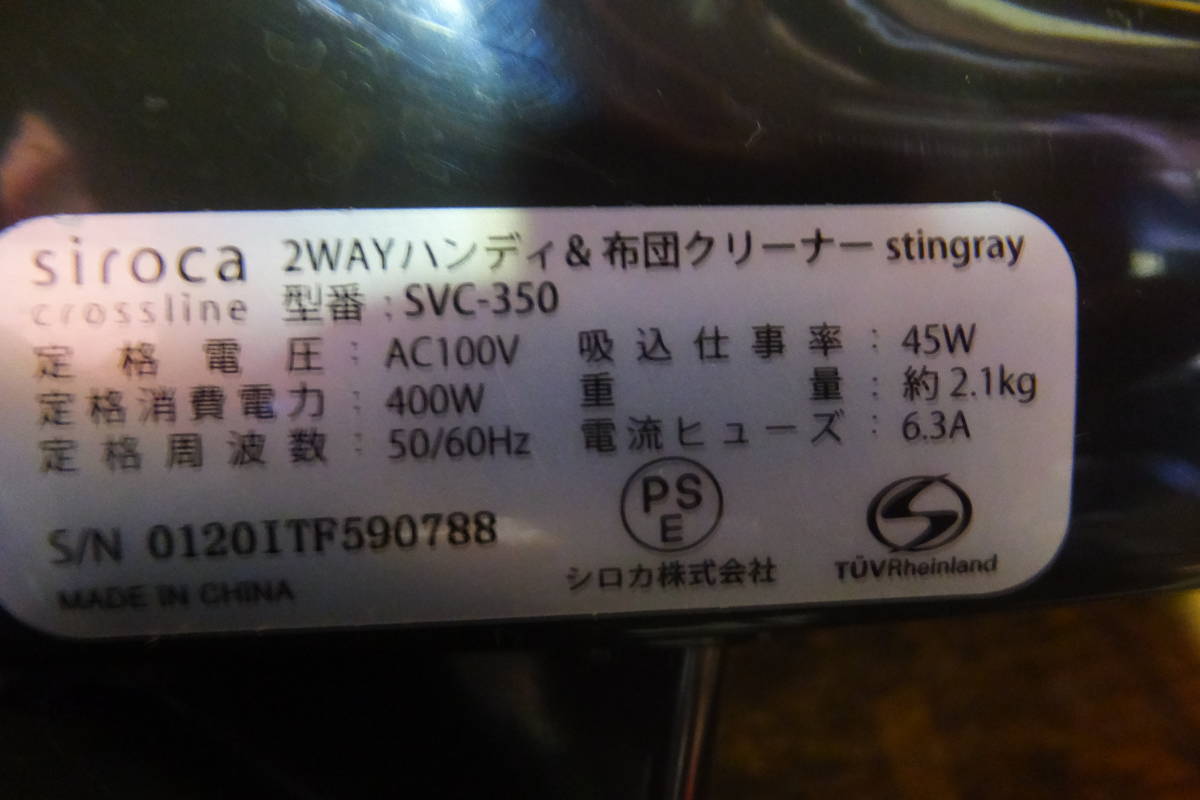 siroca 2WAYハンディ&布団クリーナー stingray
crossline 型番:SVC-350
定格電圧:AC100V 吸込仕事率:45W
定格消費電力:400W 重量:約2.1kg
定格周波数:50/60Hz 電流ヒューズ:6.3A
S/N 0120ITF590788
PSE
MADE IN CHINA シロカ株式会社 TÜVRheinland